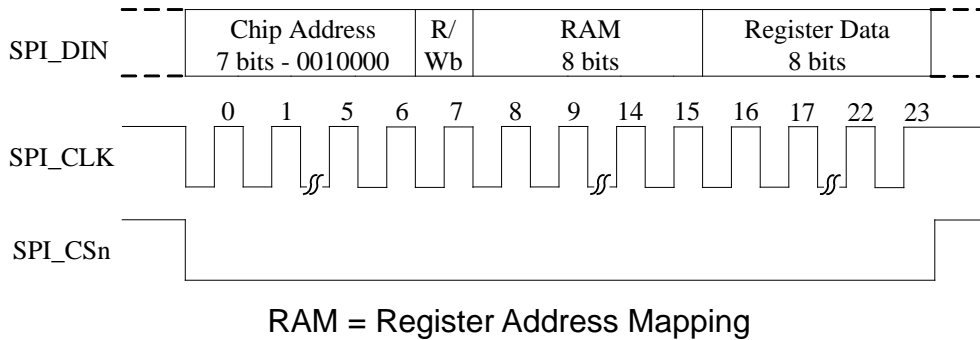 Chip Address R/ RAM Register Data
SPI_DIN 7 bits - 0010000 Wb 8 bits 8 bits
0 1 5 6 7 8 9 14 15 16 17 22 23
SPI_CLK
SPI_CSn
RAM = Register Address Mapping